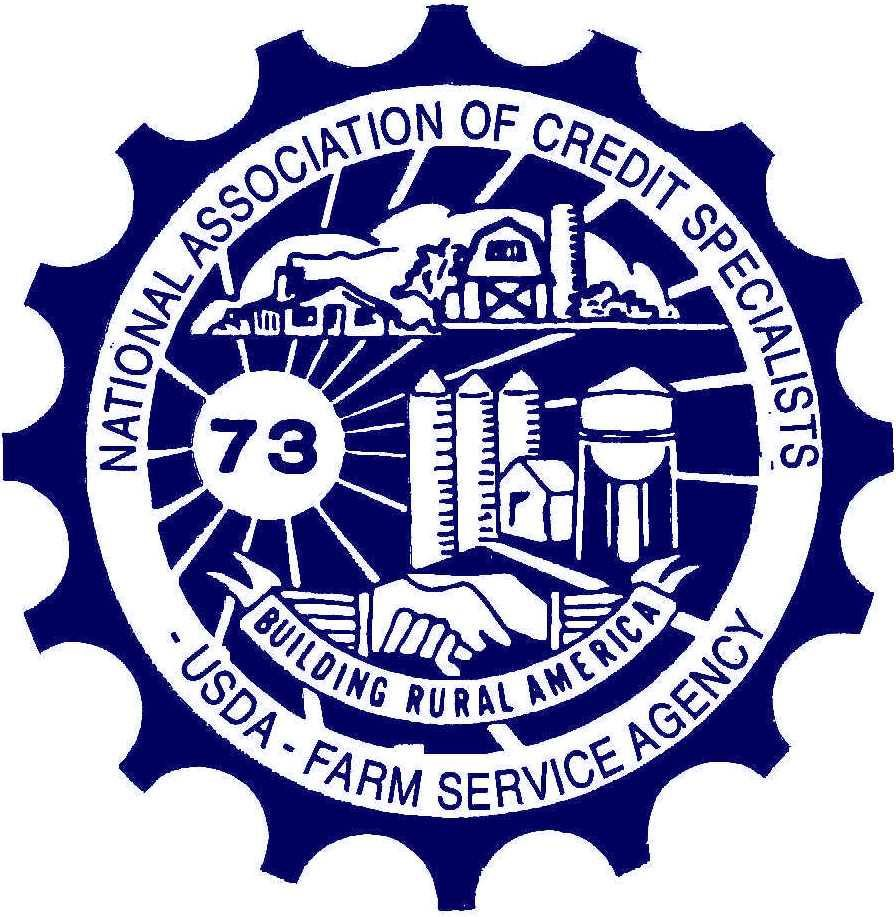 NATIONAL ASSOCIATION OF CREDIT SPECIALISTS
73
BUILDING RURAL AMERICA
- USDA - FARM SERVICE AGENCY